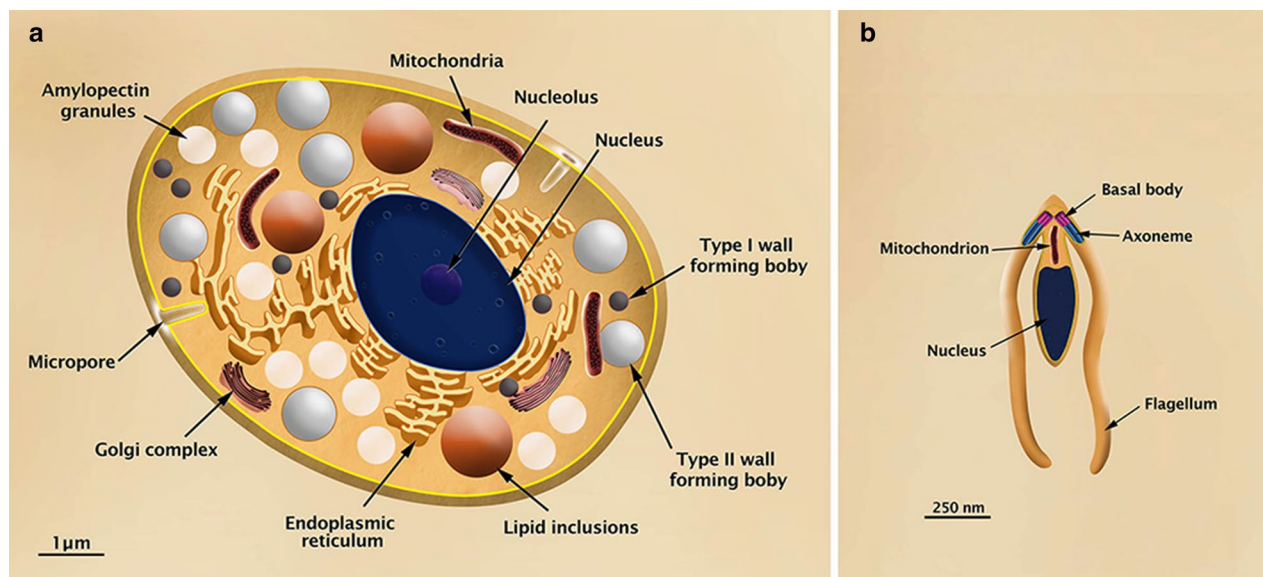 a
Mitochondria
Amylopectin
granules
Nucleolus
Nucleus
Type I wall
forming boby
Micropore
Golgi complex
Type II wall
forming boby
Endoplasmic
reticulum
Lipid inclusions
1μm
b
Basal body
Axoneme
Mitochondrion
Nucleus
Flagellum
250 nm